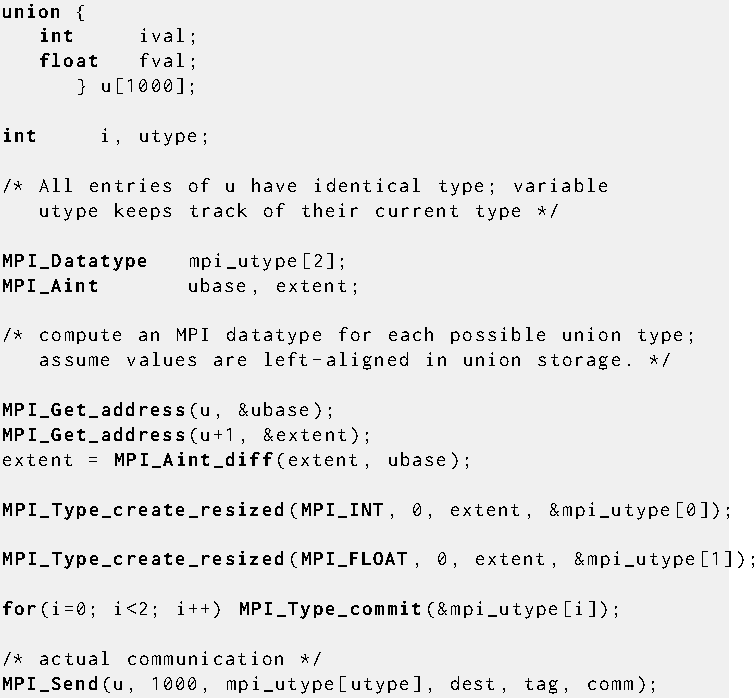 union {
   int     ival;
   float   fval;
      } u[1000];

int     i, utype;

/* All entries of u have identical type; variable
   utype keeps track of their current type */

MPI_Datatype   mpi_utype[2];
MPI_Aint       ubase, extent;

/* compute an MPI datatype for each possible union type;
   assume values are left-aligned in union storage. */

MPI_Get_address(u, &ubase);
MPI_Get_address(u+1, &extent);
extent = MPI_Aint_diff(extent, ubase);

MPI_Type_create_resized(MPI_INT, 0, extent, &mpi_utype[0]);

MPI_Type_create_resized(MPI_FLOAT, 0, extent, &mpi_utype[1]);

for(i=0; i<2; i++) MPI_Type_commit(&mpi_utype[i]);

/* actual communication */
MPI_Send(u, 1000, mpi_utype[utype], dest, tag, comm);